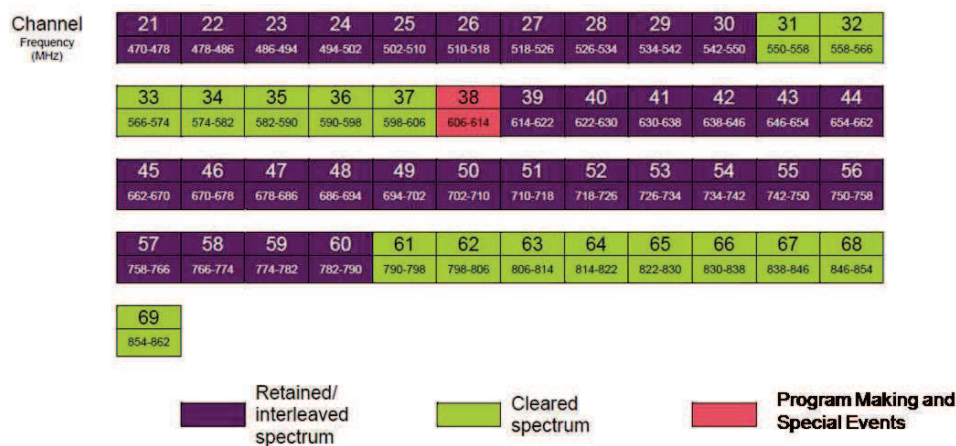 Channel 21 22 23 24 25 26 27 28 29 30 31 32
Frequency (MHz) 470-478 478-486 486-494 494-502 502-510 510-518 518-526 526-534 534-542 542-550 550-558 558-566
33 34 35 36 37 38 39 40 41 42 43 44
566-574 574-582 582-590 590-598 598-606 606-614 614-622 622-630 630-638 638-646 646-654 654-662
45 46 47 48 49 50 51 52 53 54 55 56
662-670 670-678 678-686 686-694 694-702 702-710 710-718 718-726 726-734 734-742 742-750 750-758
57 58 59 60 61 62 63 64 65 66 67 68
758-766 766-774 774-782 782-790 790-798 798-806 806-814 814-822 822-830 830-838 838-846 846-854
69
854-862
Retained/
interleaved
spectrum
Cleared
spectrum
Program Making and
Special Events